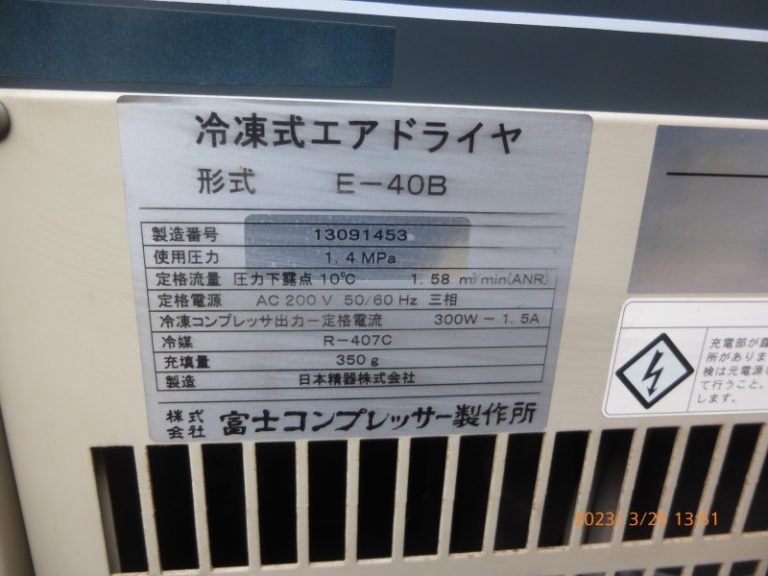 冷凍式エアドライヤ
形式 E-40B
製造番号 13091453
使用圧力 1.4 MPa
定格流量 圧力下露点 10℃ 1.58 m³/min(ANR)
定格電源 AC 200 V 50/60 Hz 三相
冷凍コンプレッサ出力-定格電流 300W - 1.5A
冷媒 R-407C
充填量 350g
製造 日本精器株式会社
株式会社 富士コンプレッサー製作所
充電部が露
所がありま
検は元電源
て行うこと、
します。
2023/ 3/25 13:51